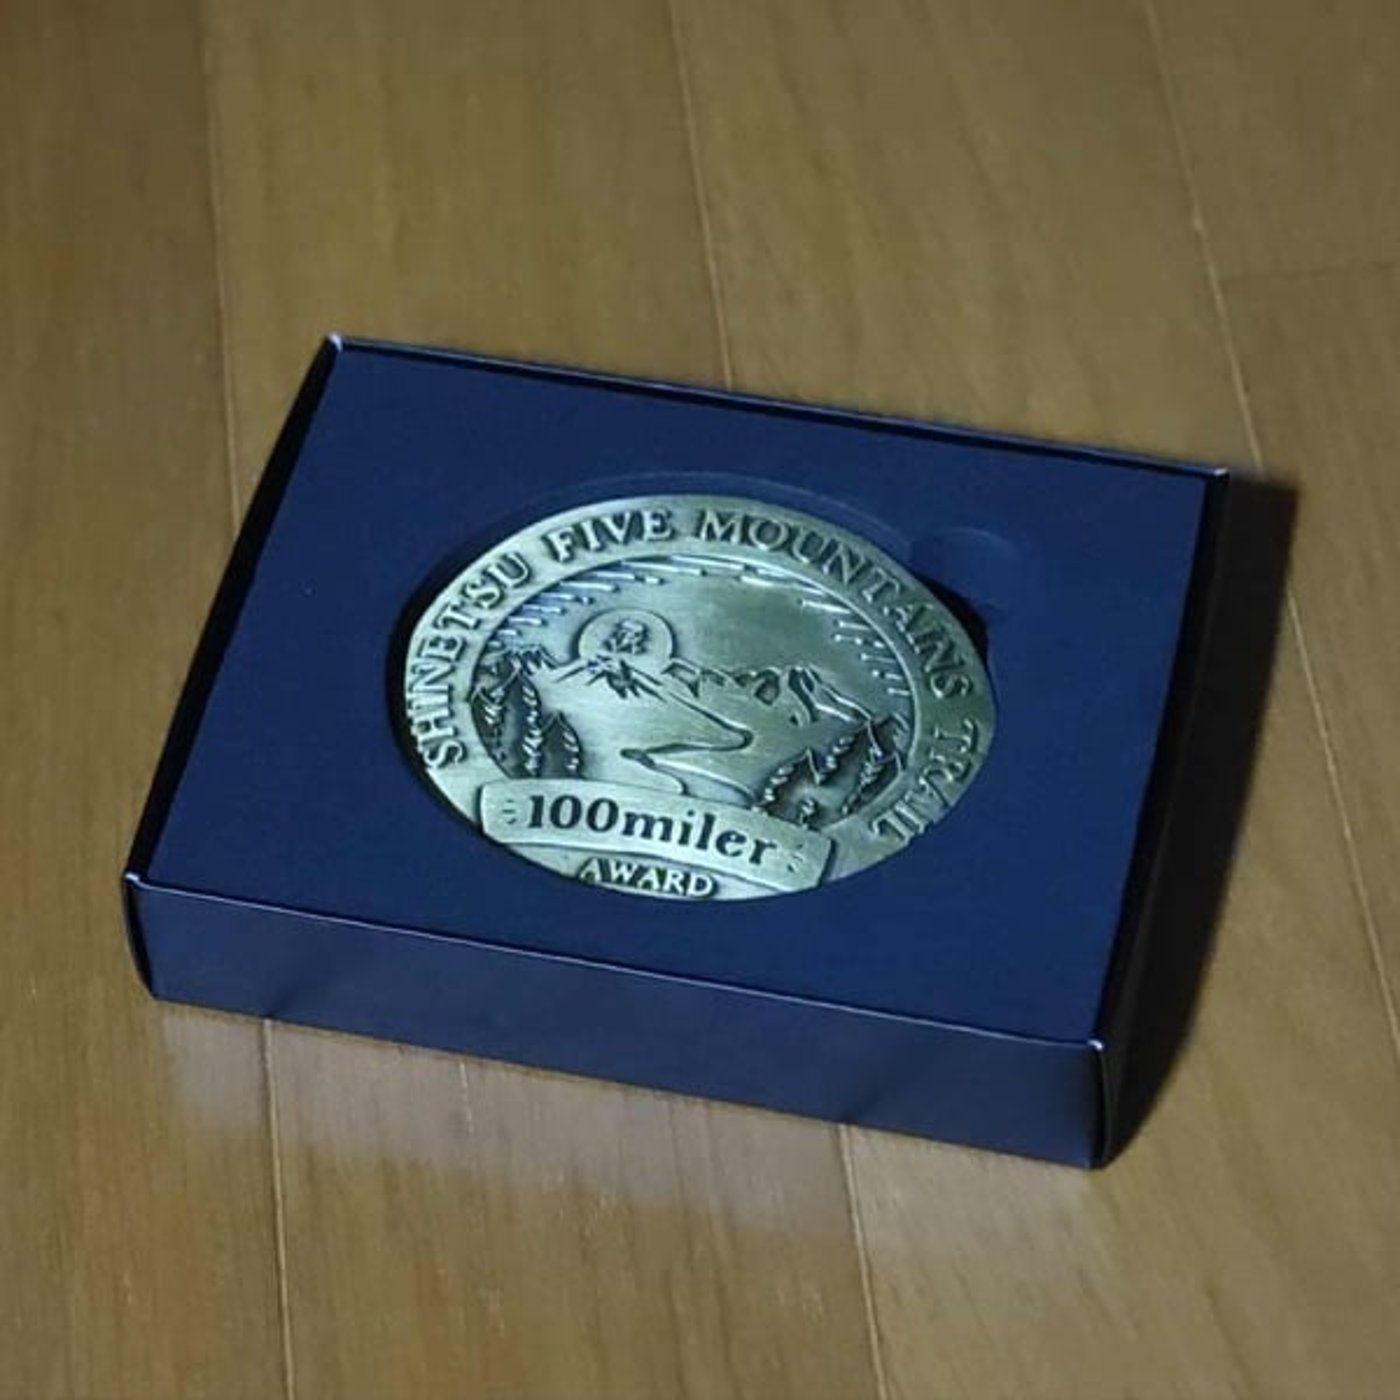 SHINETSU FIVE MOUNTAINS TRAIL
100miler
AWARD